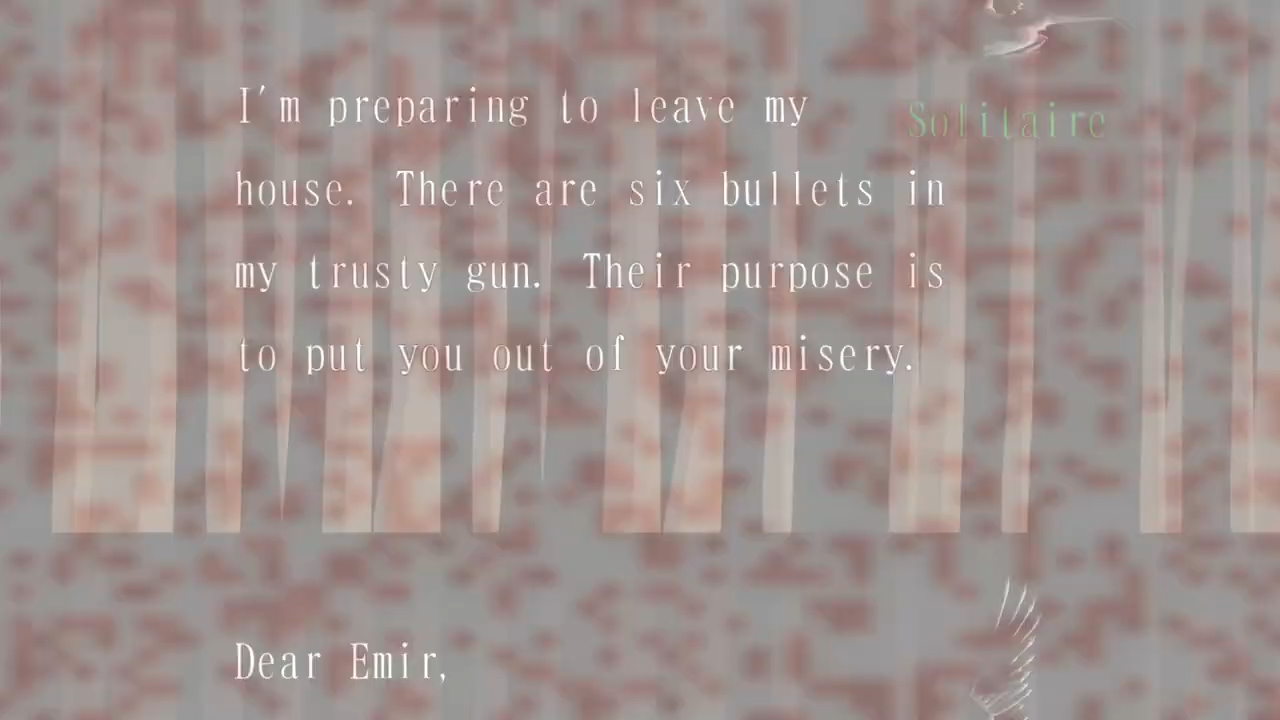 I'm preparing to leave my
Solitaire
house. There are six bullets in
my trusty gun. Their purpose is
to put you out of your misery.
Dear Emir,